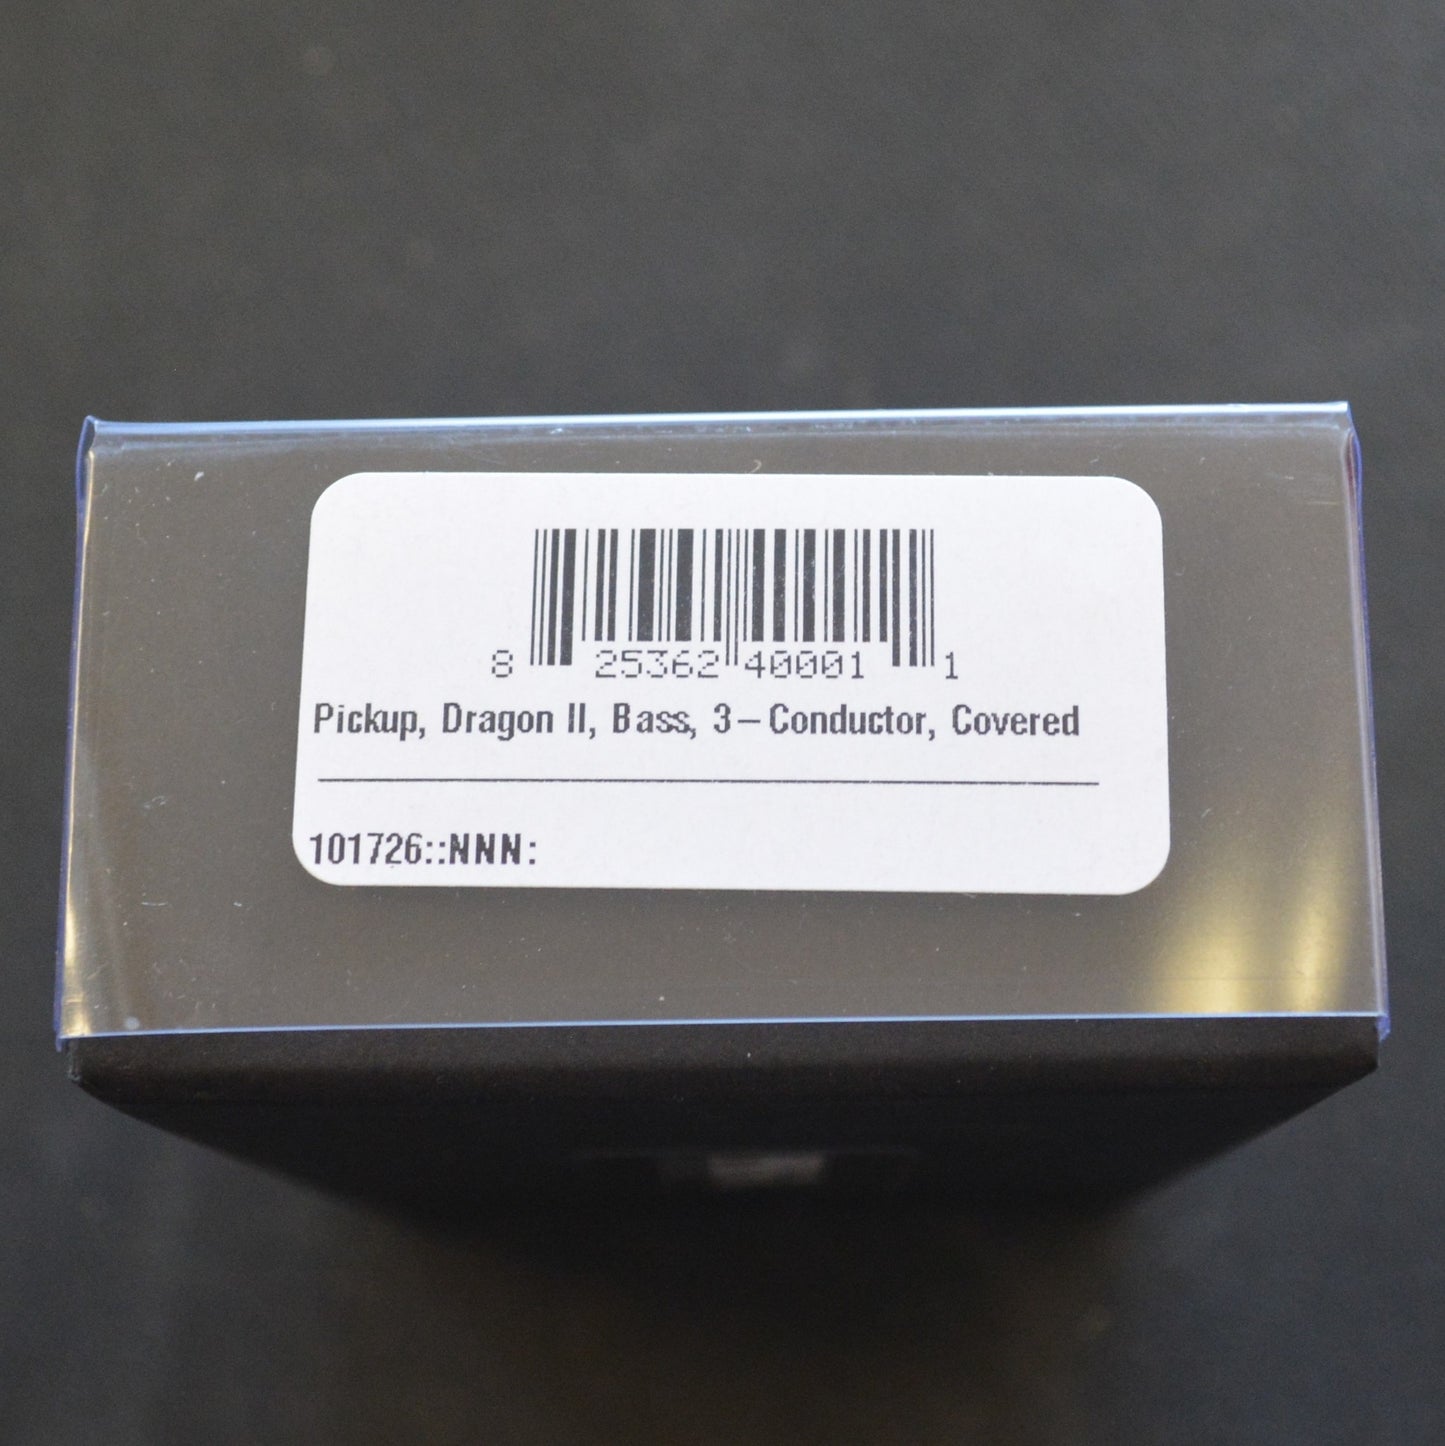 8 25362 40001 1
Pickup, Dragon II, Bass, 3-Conductor, Covered
101726::NNN: